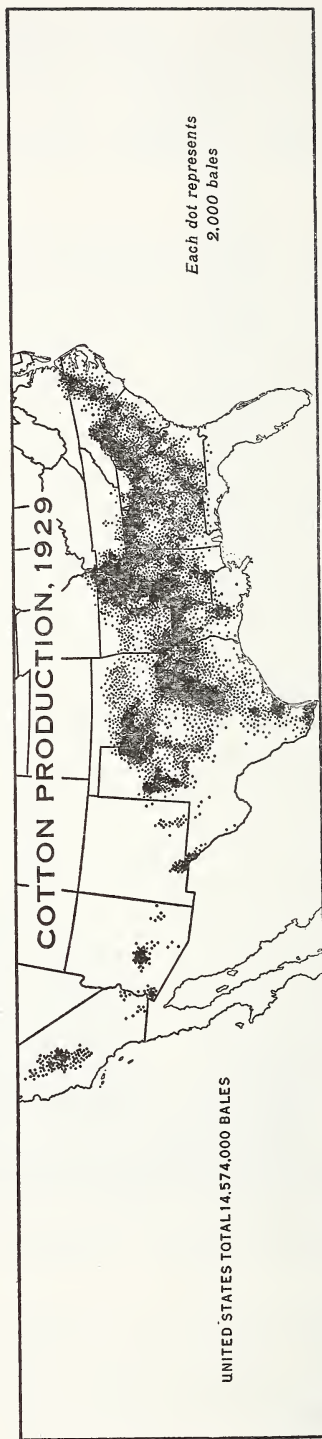 COTTON PRODUCTION, 1929
Each dot represents
2,000 bales
UNITED STATES TOTAL 14,574,000 BALES